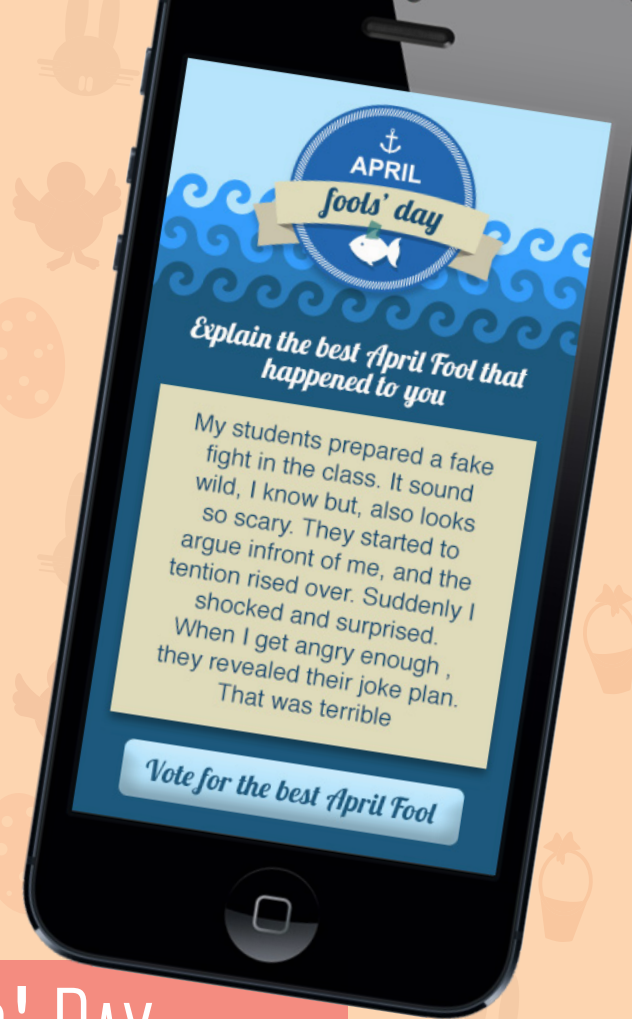 APRIL
fools' day
Explain the best April Fool that
happened to you
My students prepared a fake
fight in the class. It sound
wild, I know but, also looks
so scary. They started to
argue infront of me, and the
tention rised over. Suddenly I
shocked and surprised.
When I get angry enough ,
they revealed their joke plan.
That was terrible
Vote for the best April Fool
' DAY